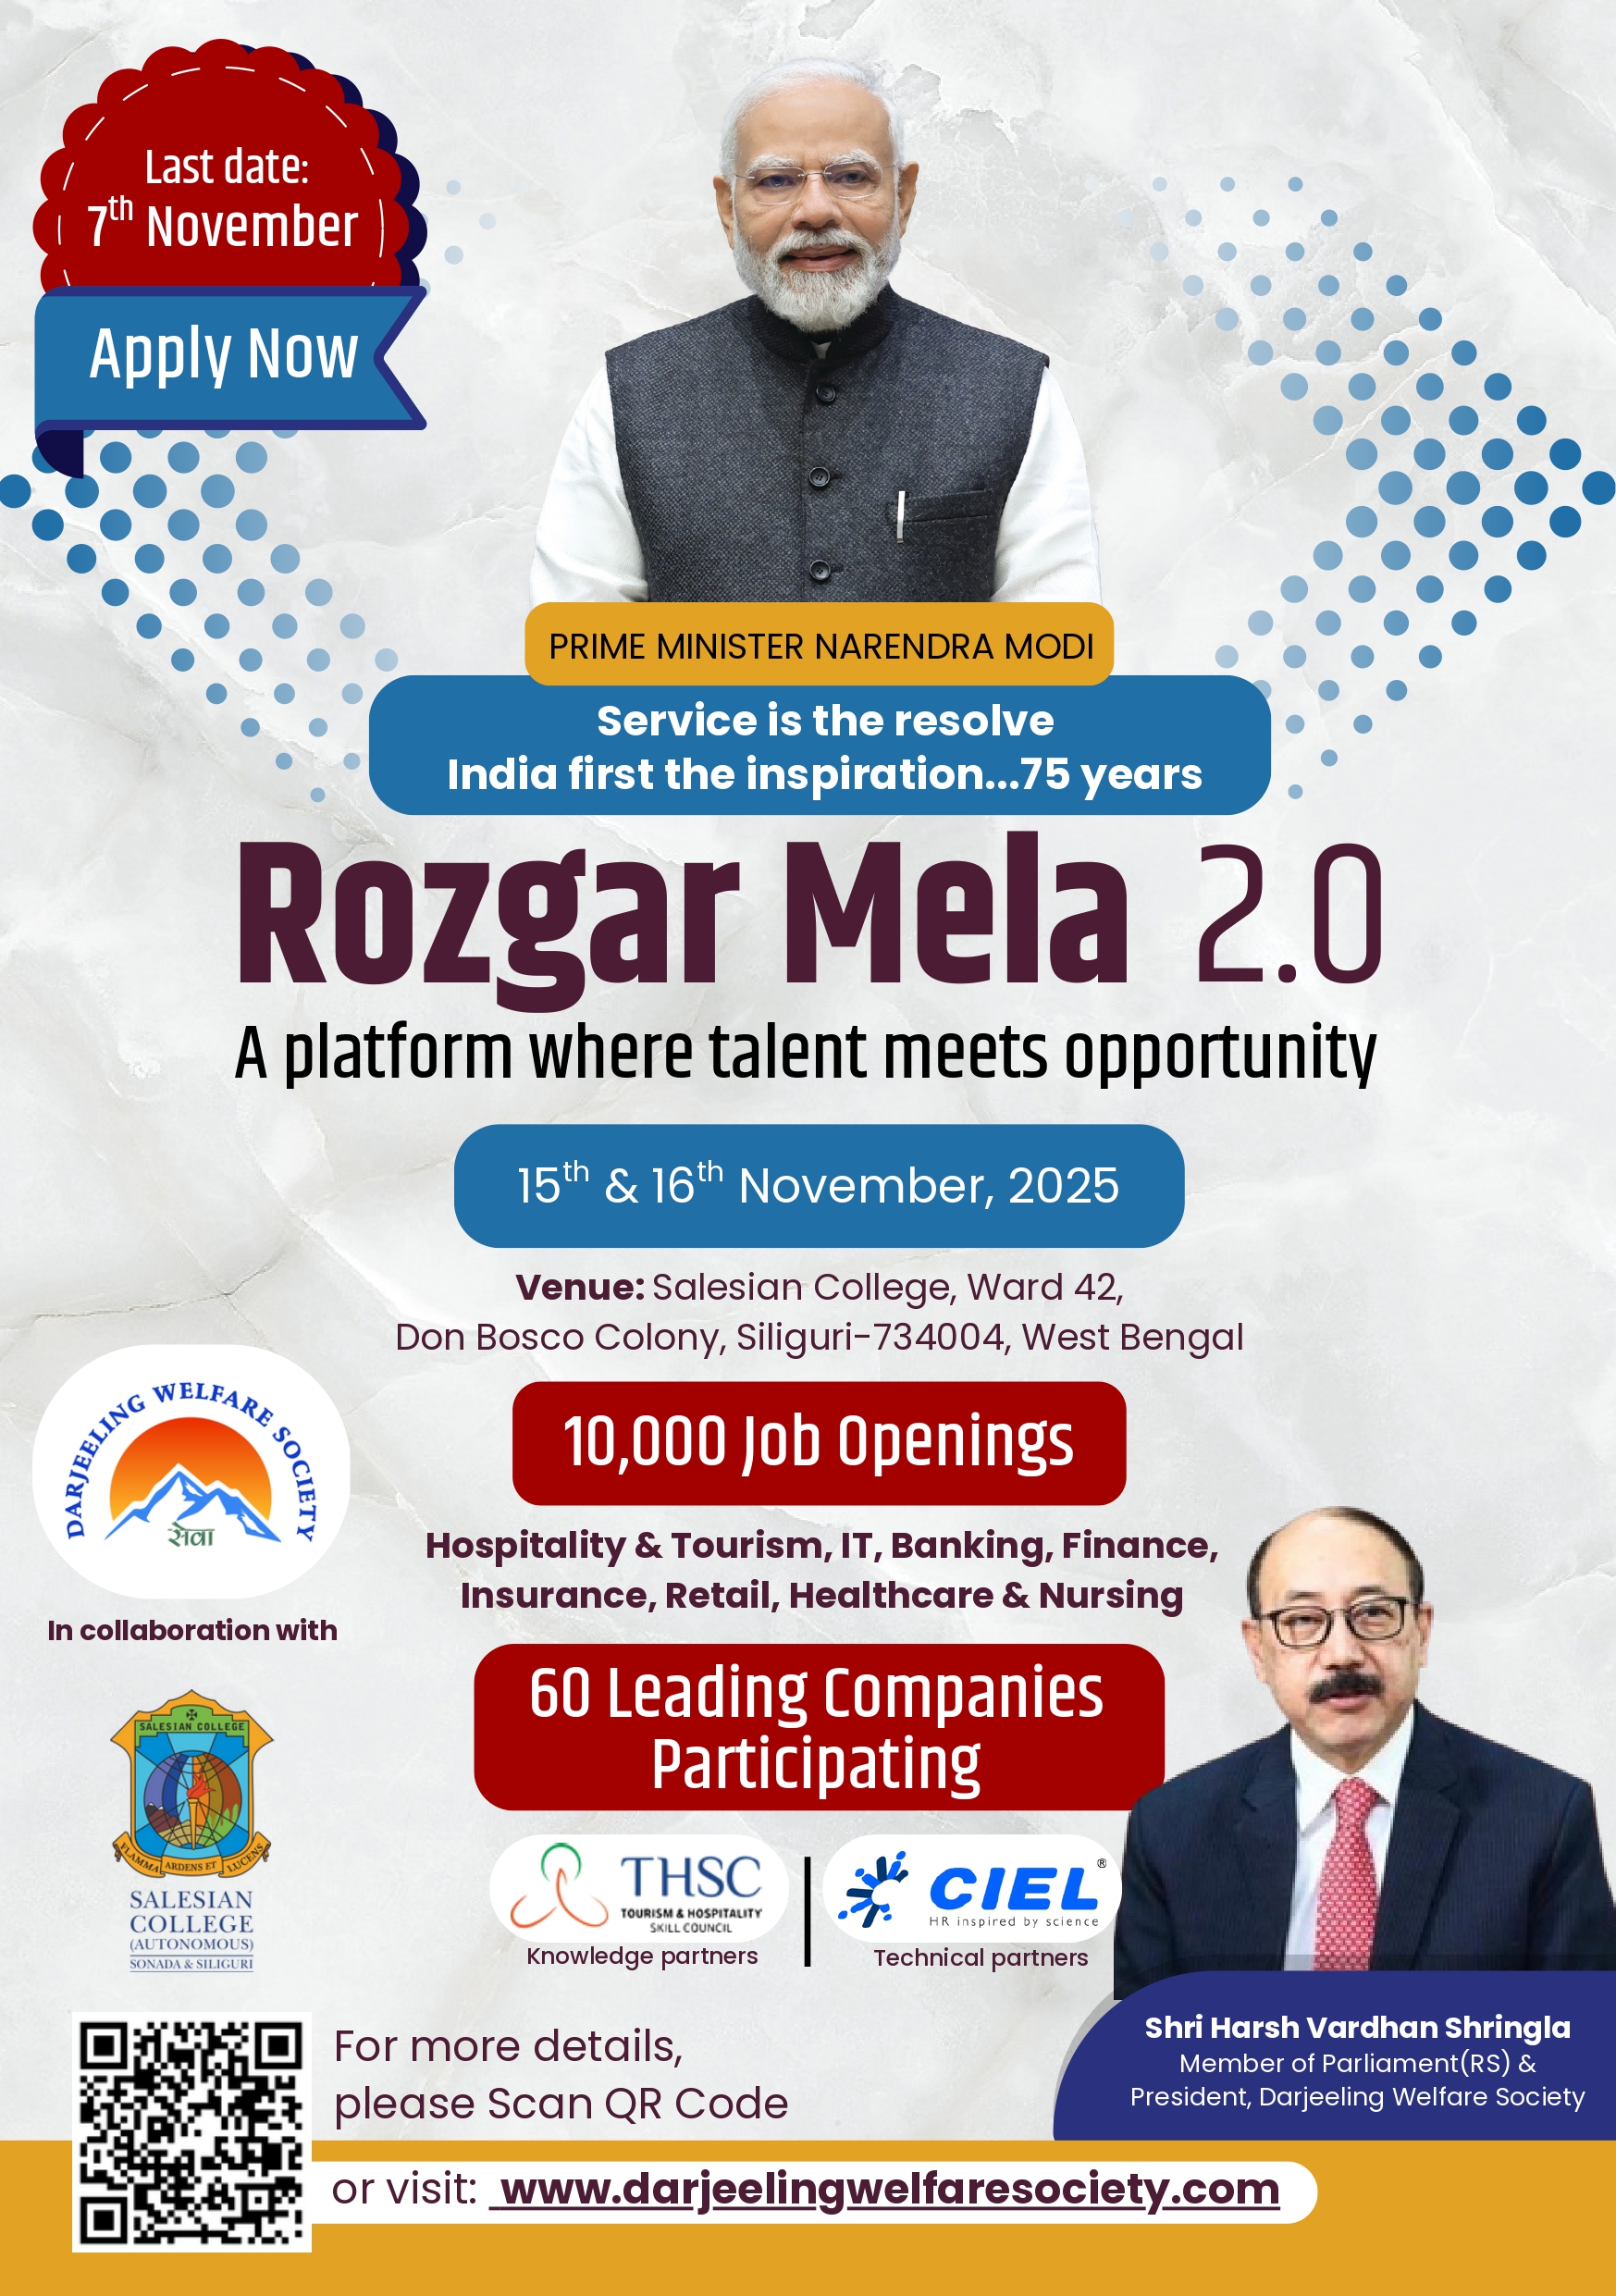 Last date:
7th November
Apply Now
PRIME MINISTER NARENDRA MODI
Service is the resolve
India first the inspiration...75 years
Rozgar Mela 2.0
A platform where talent meets opportunity
15th & 16th November, 2025
Venue: Salesian College, Ward 42,
Don Bosco Colony, Siliguri-734004, West Bengal
10,000 Job Openings
Hospitality & Tourism, IT, Banking, Finance,
Insurance, Retail, Healthcare & Nursing
60 Leading Companies
Participating
DARJEELING WELFARE SOCIETY
सेवा
In collaboration with
SALESIAN COLLEGE
FLAMMA ARDENS ET LUCENS
SALESIAN
COLLEGE
(AUTONOMOUS)
SONADA & SILIGURI
THSC
TOURISM & HOSPITALITY
SKILL COUNCIL
Knowledge partners
CIEL®
HR inspired by science
Technical partners
Shri Harsh Vardhan Shringla
Member of Parliament(RS) &
President, Darjeeling Welfare Society
For more details,
please Scan QR Code
or visit: www.darjeelingwelfaresociety.com